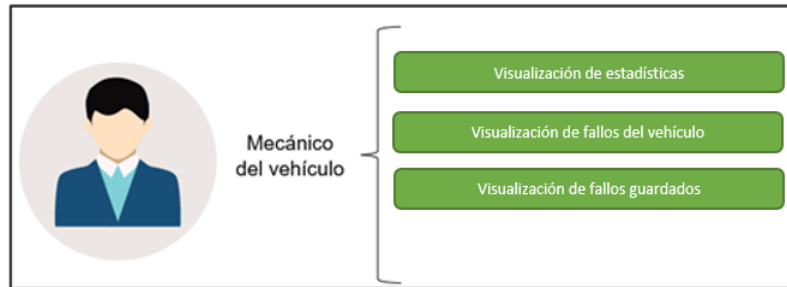 Visualización de estadísticas
Mecánico
del vehículo
Visualización de fallos del vehículo
Visualización de fallos guardados